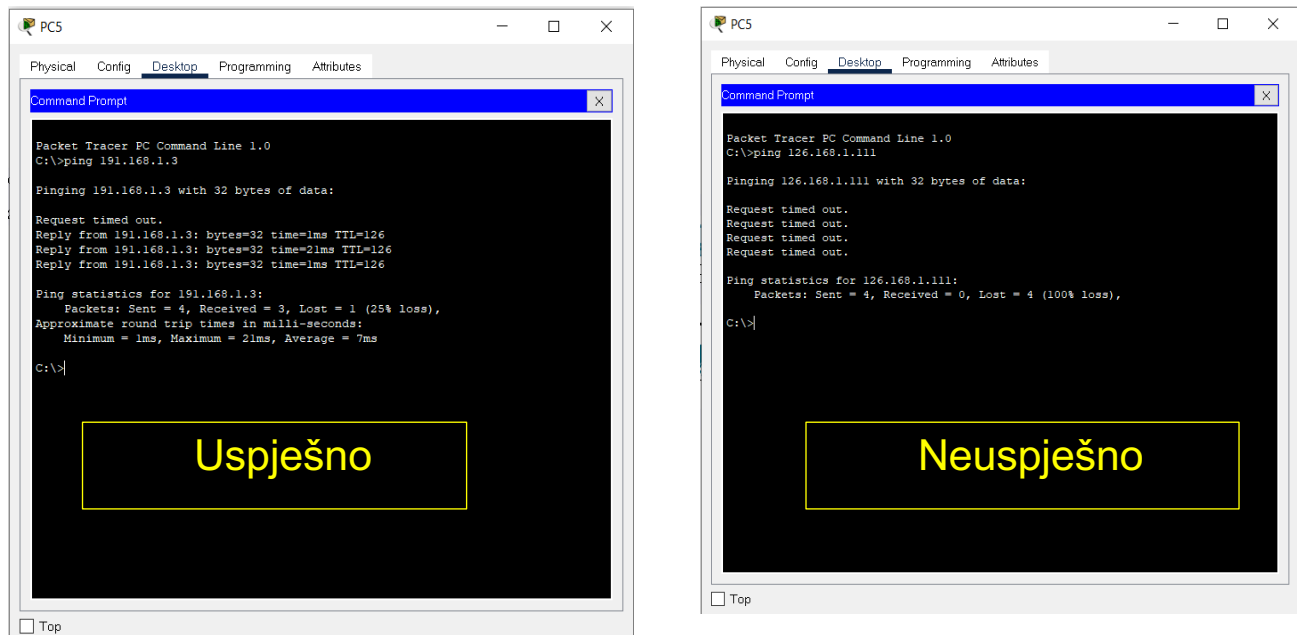 PC5
Physical Config Desktop Programming Attributes
Command Prompt
X
Packet Tracer PC Command Line 1.0
C:\>ping 191.168.1.3
Pinging 191.168.1.3 with 32 bytes of data:
Request timed out.
Reply from 191.168.1.3: bytes=32 time=1ms TTL=126
Reply from 191.168.1.3: bytes=32 time=21ms TTL=126
Reply from 191.168.1.3: bytes=32 time=1ms TTL=126
Ping statistics for 191.168.1.3:
Packets: Sent = 4, Received = 3, Lost = 1 (25% loss),
Approximate round trip times in milli-seconds:
Minimum = 1ms, Maximum = 21ms, Average = 7ms
C:\>
Uspješno
Top
PC5
Physical Config Desktop Programming Attributes
Command Prompt
X
Packet Tracer PC Command Line 1.0
C:\>ping 126.168.1.111
Pinging 126.168.1.111 with 32 bytes of data:
Request timed out.
Request timed out.
Request timed out.
Request timed out.
Ping statistics for 126.168.1.111:
Packets: Sent = 4, Received = 0, Lost = 4 (100% loss),
C:\>
Neuspješno
Top